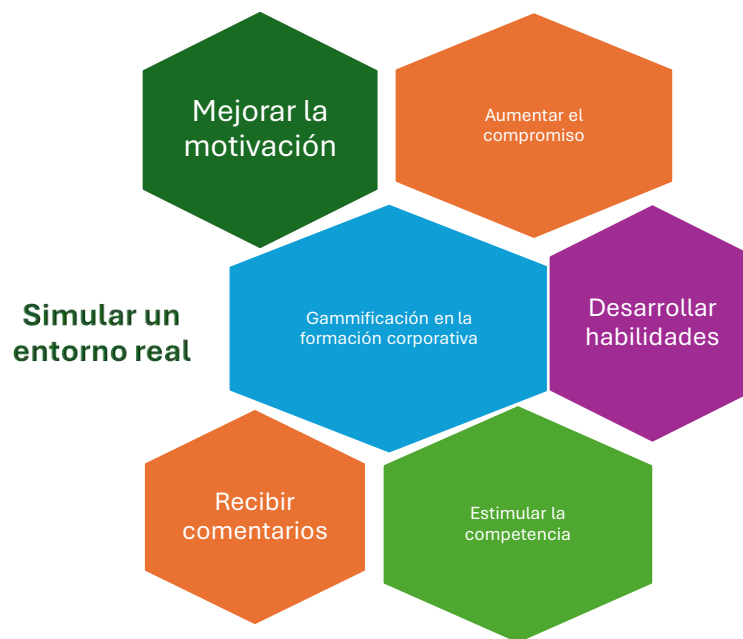 Mejorar la
motivación
Aumentar el
compromiso
Simular un
entorno real
Gammificación en la
formación corporativa
Desarrollar
habilidades
Recibir
comentarios
Estimular la
competencia